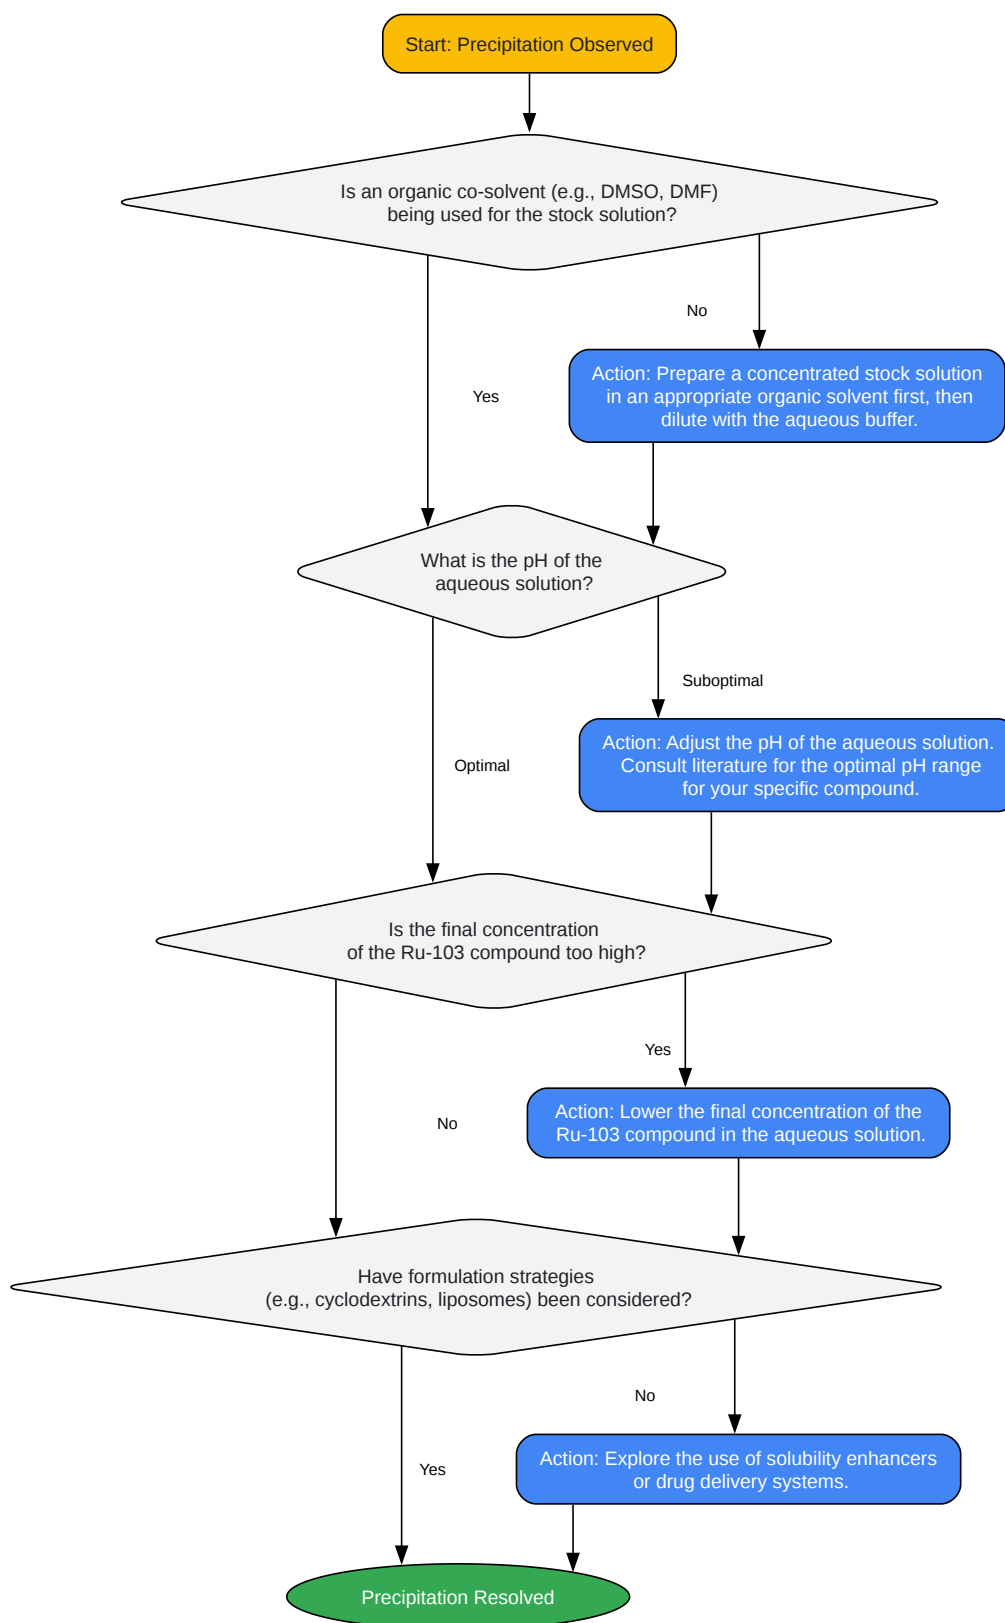 Start: Precipitation Observed
Is an organic co-solvent (e.g., DMSO, DMF)
being used for the stock solution?
No
Action: Prepare a concentrated stock solution
in an appropriate organic solvent first, then
dilute with the aqueous buffer.
Yes
What is the pH of the
aqueous solution?
Suboptimal
Action: Adjust the pH of the aqueous solution.
Consult literature for the optimal pH range
for your specific compound.
Optimal
Is the final concentration
of the Ru-103 compound too high?
Yes
Action: Lower the final concentration of the
Ru-103 compound in the aqueous solution.
No
Have formulation strategies
(e.g., cyclodextrins, liposomes) been considered?
No
Action: Explore the use of solubility enhancers
or drug delivery systems.
Yes
Precipitation Resolved